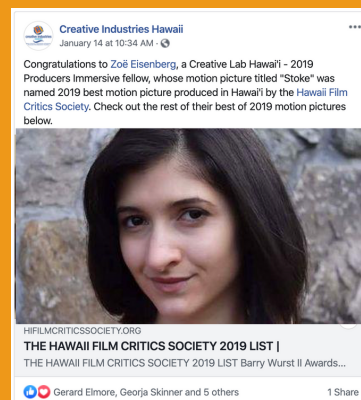 Creative Industries Hawaii
January 14 at 10:34 AM ·
Congratulations to Zoë Eisenberg, a Creative Lab Hawai'i - 2019
Producers Immersive fellow, whose motion picture titled "Stoke" was
named 2019 best motion picture produced in Hawai'i by the Hawaii Film
Critics Society. Check out the rest of their best of 2019 motion pictures
below.
HIFILMCRITICSSOCIETY.ORG
THE HAWAII FILM CRITICS SOCIETY 2019 LIST |
THE HAWAII FILM CRITICS SOCIETY 2019 LIST Barry Wurst II Awards...
Gerard Elmore, Georja Skinner and 5 others
1 Share